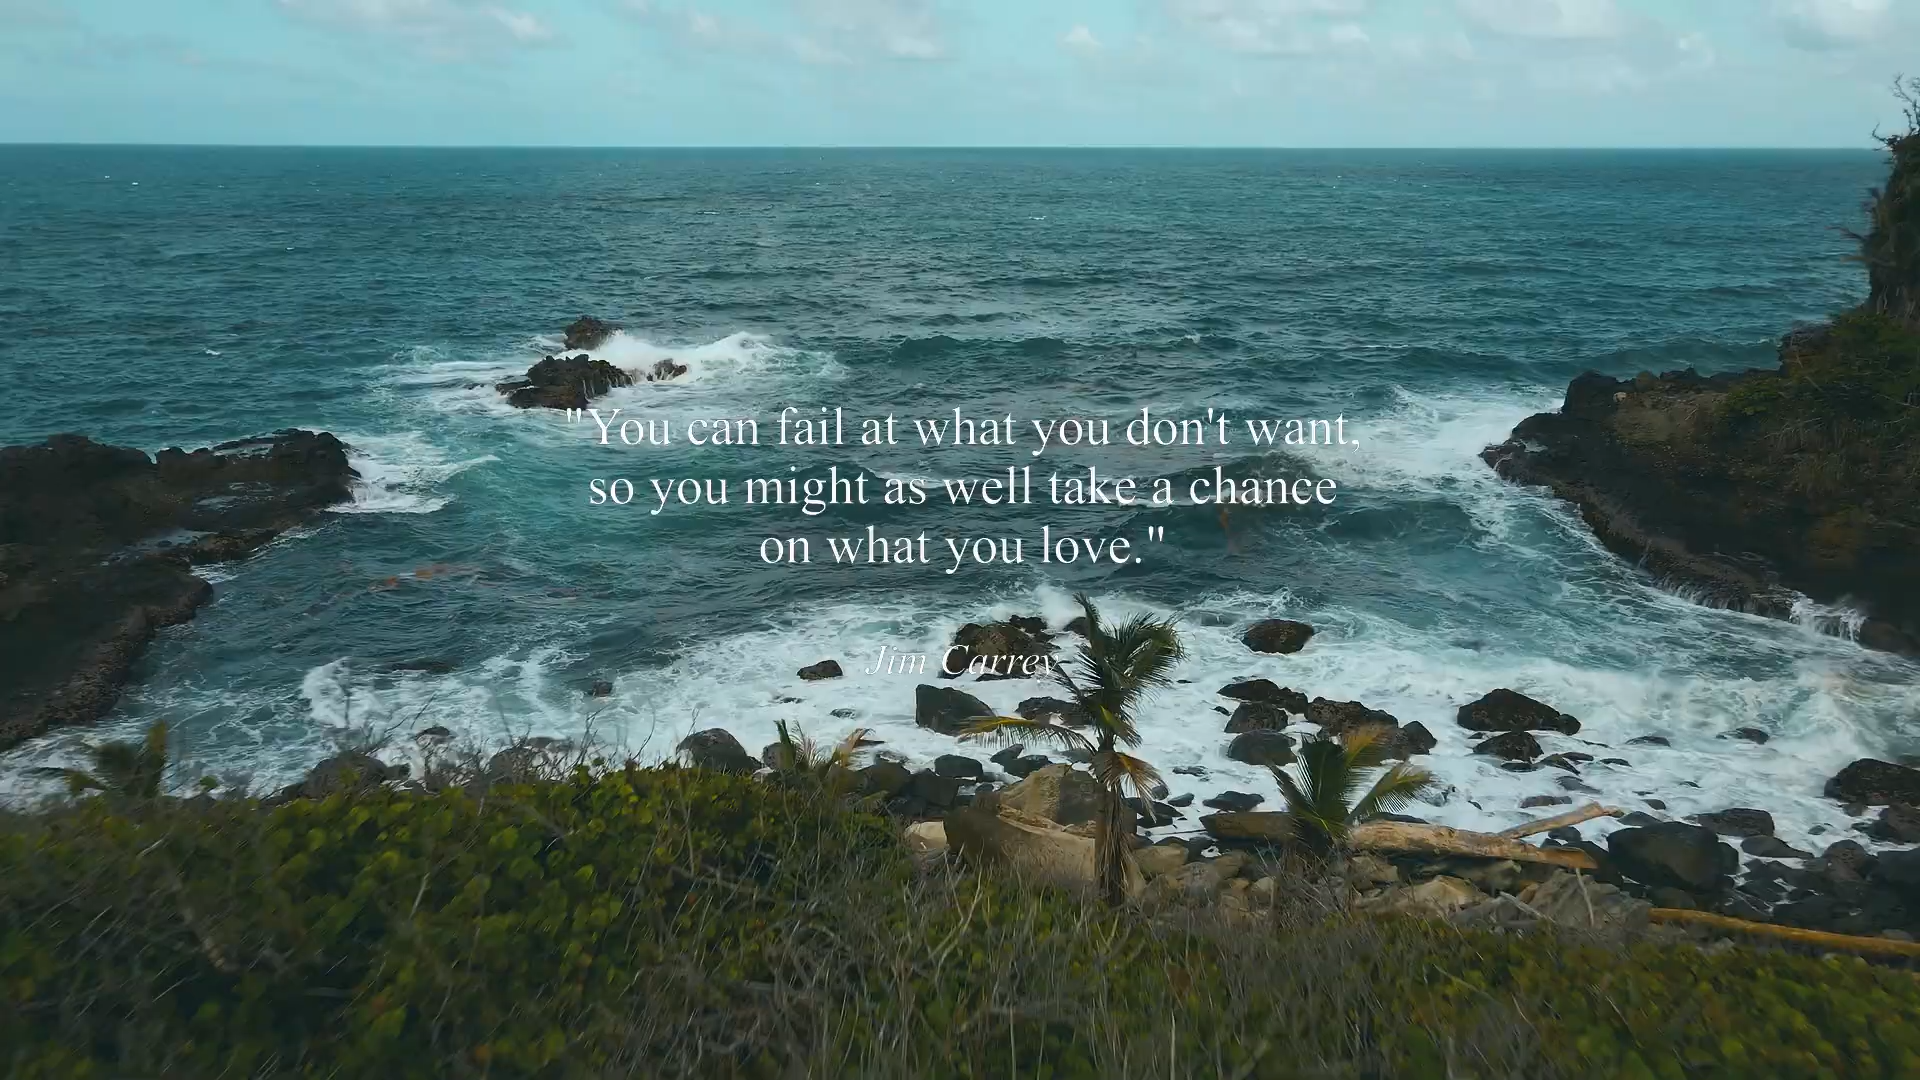 "You can fail at what you don't want,
so you might as well take a chance
on what you love."
Jim Carrey